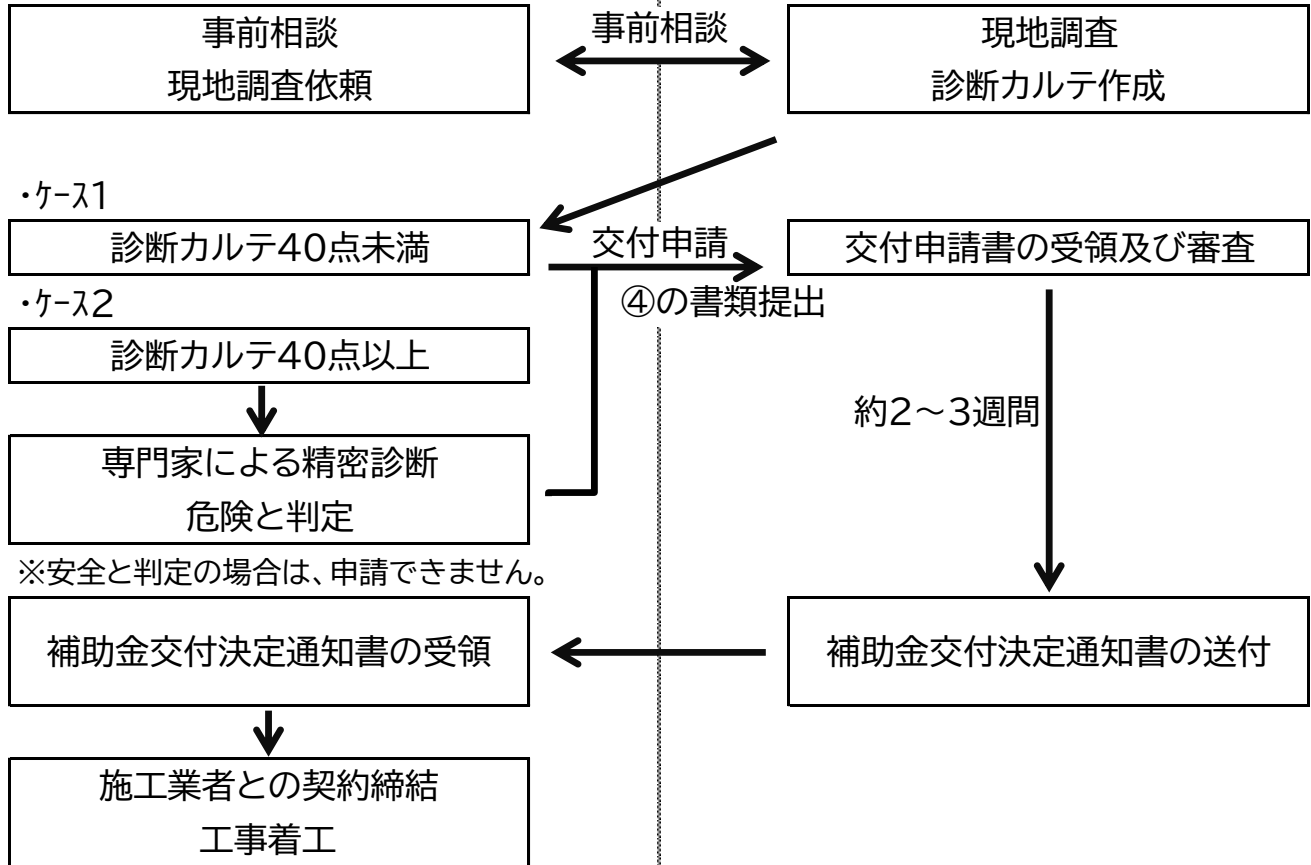 事前相談
現地調査依頼
事前相談
現地調査
診断カルテ作成
・ｹｰｽ1
診断カルテ40点未満
交付申請
④の書類提出
交付申請書の受領及び審査
・ｹｰｽ2
診断カルテ40点以上
約2～3週間
専門家による精密診断
危険と判定
※安全と判定の場合は、申請できません。
補助金交付決定通知書の受領
補助金交付決定通知書の送付
施工業者との契約締結
工事着工